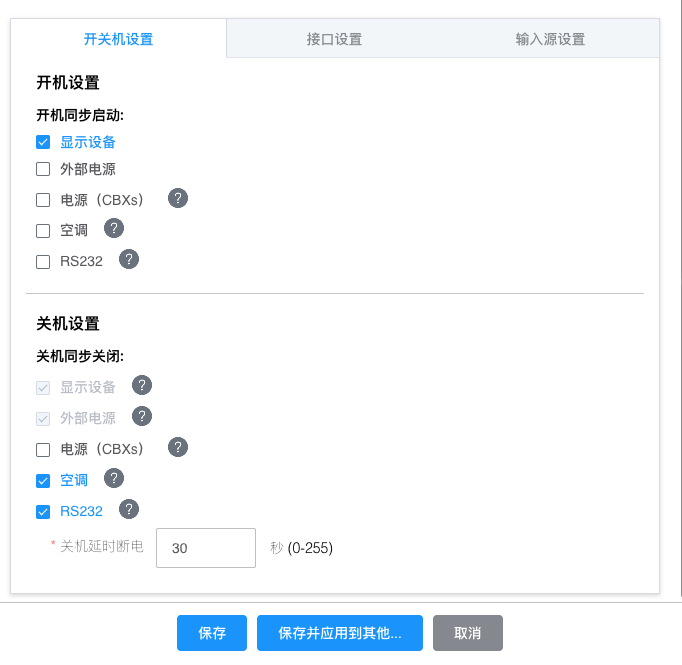 开关机设置 接口设置 输入源设置
开机设置
开机同步启动:
显示设备
外部电源
电源（CBXs） ?
空调 ?
RS232 ?
关机设置
关机同步关闭:
显示设备 ?
外部电源 ?
电源（CBXs） ?
空调 ?
RS232 ?
* 关机延时断电 30 秒 (0-255)
保存 保存并应用到其他... 取消